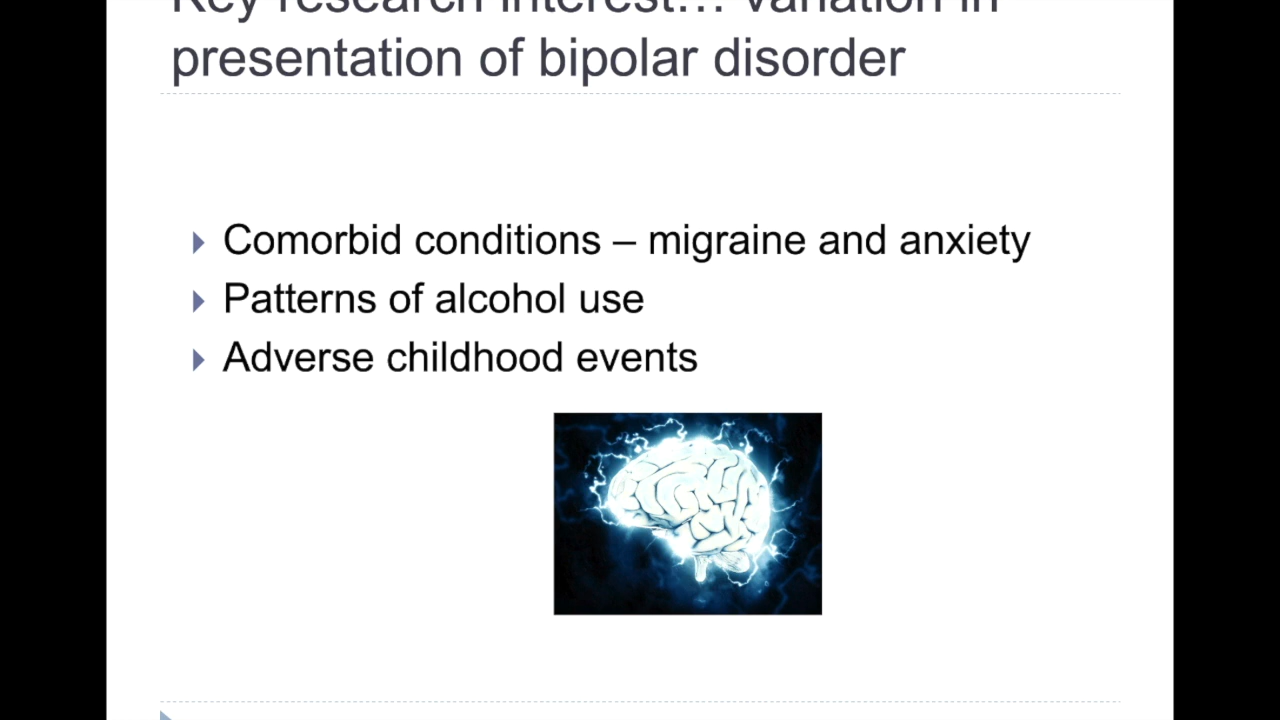 Key research interest… variation in
presentation of bipolar disorder
Comorbid conditions – migraine and anxiety
Patterns of alcohol use
Adverse childhood events